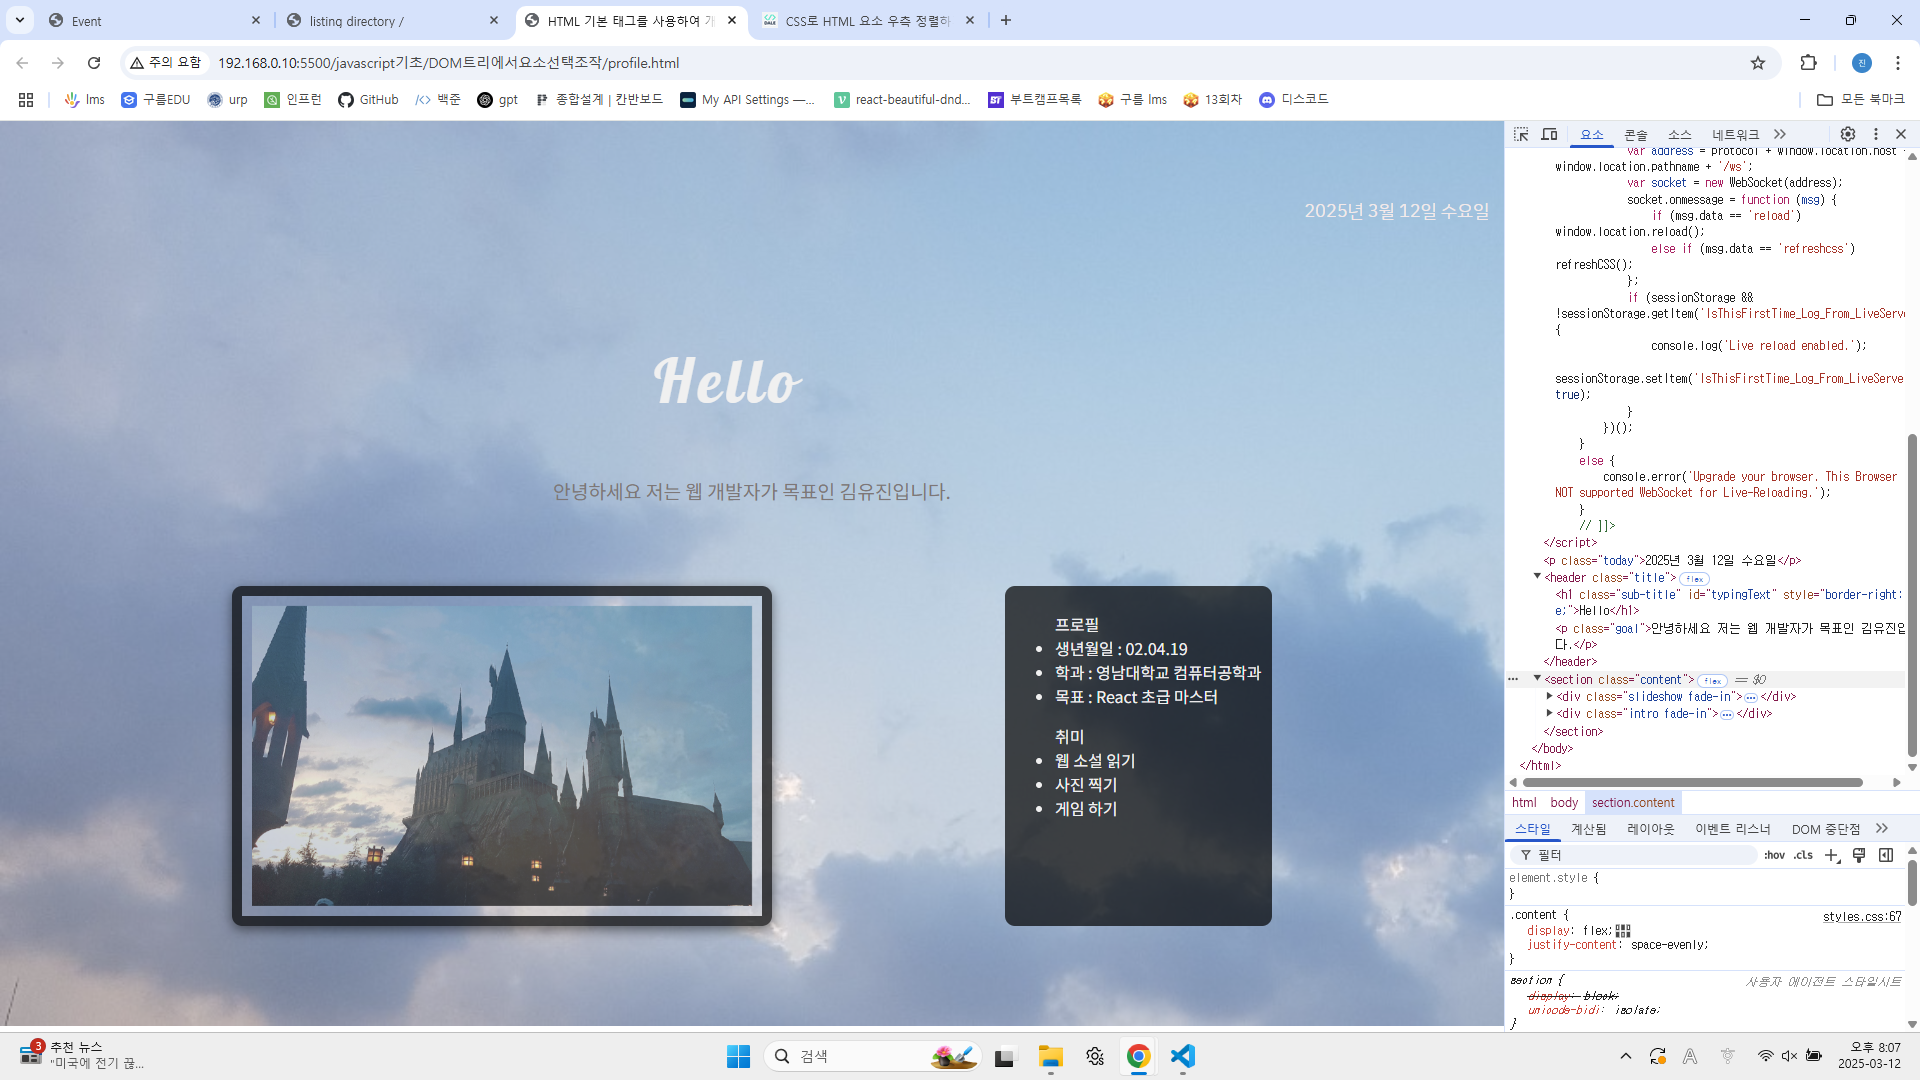 Event
listing directory /
HTML 기본 태그를 사용하여 개
CSS로 HTML 요소 우측 정렬하
주의 요함
192.168.0.10:5500/javascript기초/DOM트리에서요소선택조작/profile.html
진
lms
구름EDU
urp
인프런
GitHub
백준
gpt
종합설계 | 칸반보드
My API Settings —...
react-beautiful-dnd...
부트캠프목록
구름 lms
13회차
디스코드
모든 북마크
2025년 3월 12일 수요일
Hello
안녕하세요 저는 웹 개발자가 목표인 김유진입니다.
프로필
생년월일 : 02.04.19
학과 : 영남대학교 컴퓨터공학과
목표 : React 초급 마스터
취미
웹 소설 읽기
사진 찍기
게임 하기
요소
콘솔
소스
네트워크
var address = protocol + window.location.host +
window.location.pathname + '/ws';
var socket = new WebSocket(address);
socket.onmessage = function (msg) {
if (msg.data == 'reload')
window.location.reload();
else if (msg.data == 'refreshcss')
refreshCSS();
};
if (sessionStorage &&
!sessionStorage.getItem('IsThisFirstTime_Log_From_LiveServe
{
console.log('Live reload enabled.');
sessionStorage.setItem('IsThisFirstTime_Log_From_LiveServe
true);
}
})();
}
else {
console.error('Upgrade your browser. This Browser
NOT supported WebSocket for Live-Reloading.');
}
// ]]>
</script>
<p class="today">2025년 3월 12일 수요일</p>
<header class="title">
flex
<h1 class="sub-title" id="typingText" style="border-right:
e;">Hello</h1>
<p class="goal">안녕하세요 저는 웹 개발자가 목표인 김유진입
다.</p>
</header>
<section class="content">
flex
== $0
<div class="slideshow fade-in">…</div>
<div class="intro fade-in">…</div>
</section>
</body>
</html>
html
body
section.content
스타일
계산됨
레이아웃
이벤트 리스너
DOM 중단점
필터
:hov
.cls
element.style {
}
.content {
styles.css:67
display: flex;
justify-content: space-evenly;
}
section {
사용자 에이전트 스타일시트
display: block;
unicode-bidi: isolate;
}
3
추천 뉴스
"미국에 전기 끊...
검색
A
오후 8:07
2025-03-12